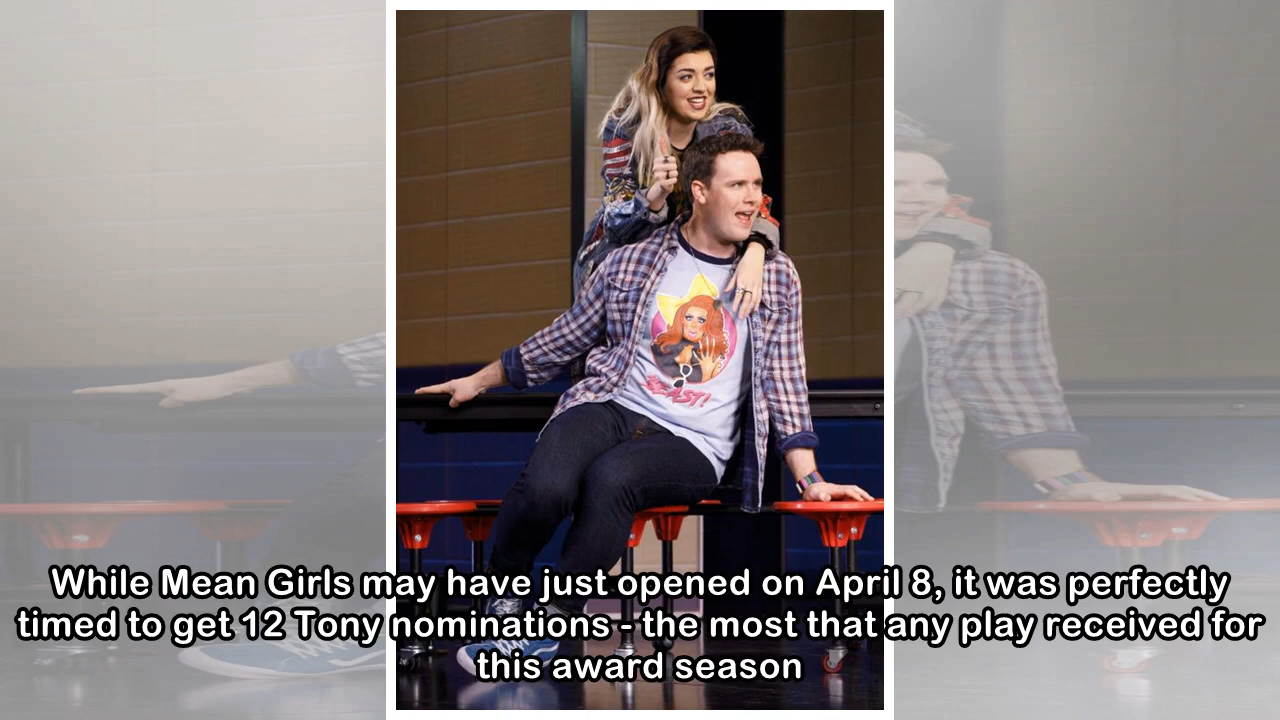 While Mean Girls may have just opened on April 8, it was perfectly
timed to get 12 Tony nominations - the most that any play received for
this award season